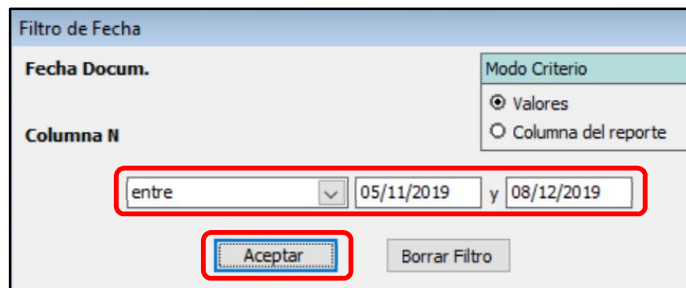 Filtro de Fecha
Fecha Docum.
Modo Criterio
Valores
Columna del reporte
Columna N
entre 05/11/2019 y 08/12/2019
Aceptar Borrar Filtro